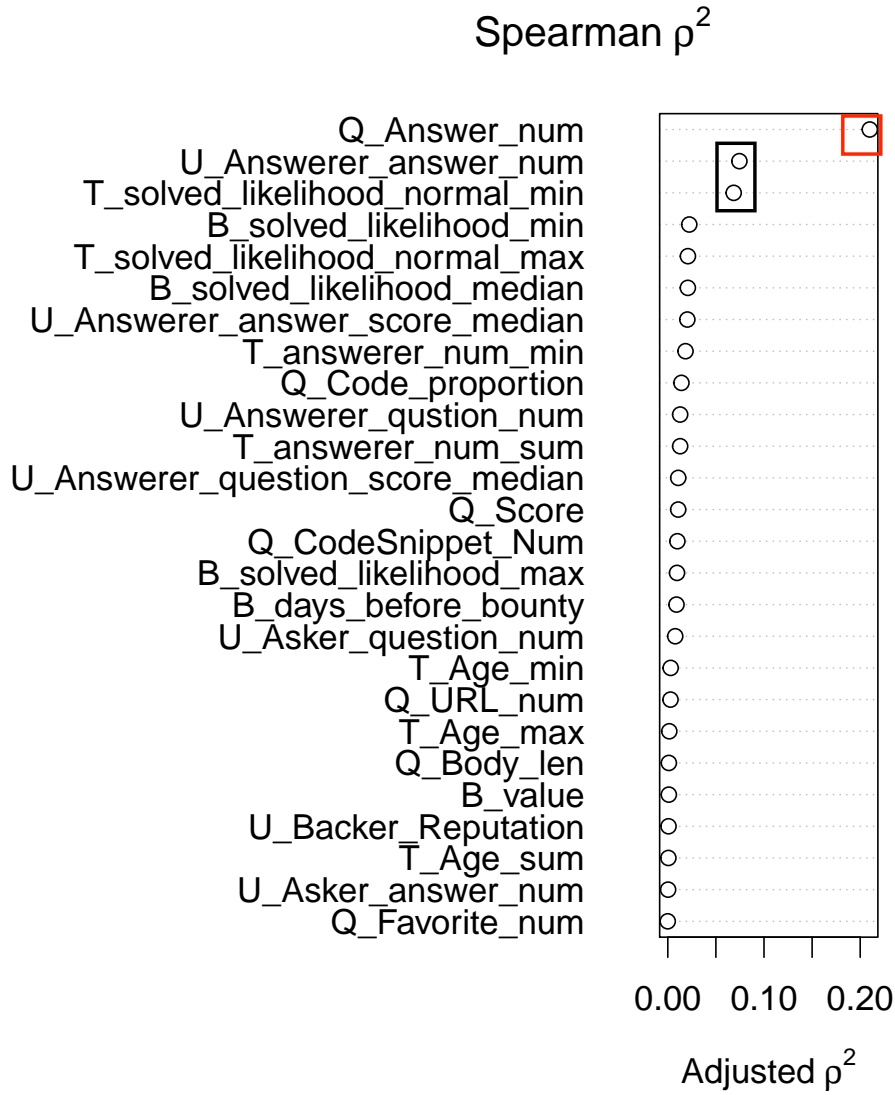 Spearman ρ²
Q_Answer_num
U_Answerer_answer_num
T_solved_likelihood_normal_min
B_solved_likelihood_min
T_solved_likelihood_normal_max
B_solved_likelihood_median
U_Answerer_answer_score_median
T_answerer_num_min
Q_Code_proportion
U_Answerer_qustion_num
T_answerer_num_sum
U_Answerer_question_score_median
Q_Score
Q_CodeSnippet_Num
B_solved_likelihood_max
B_days_before_bounty
U_Asker_question_num
T_Age_min
Q_URL_num
T_Age_max
Q_Body_len
B_value
U_Backer_Reputation
T_Age_sum
U_Asker_answer_num
Q_Favorite_num
0.00 0.10 0.20
Adjusted ρ²